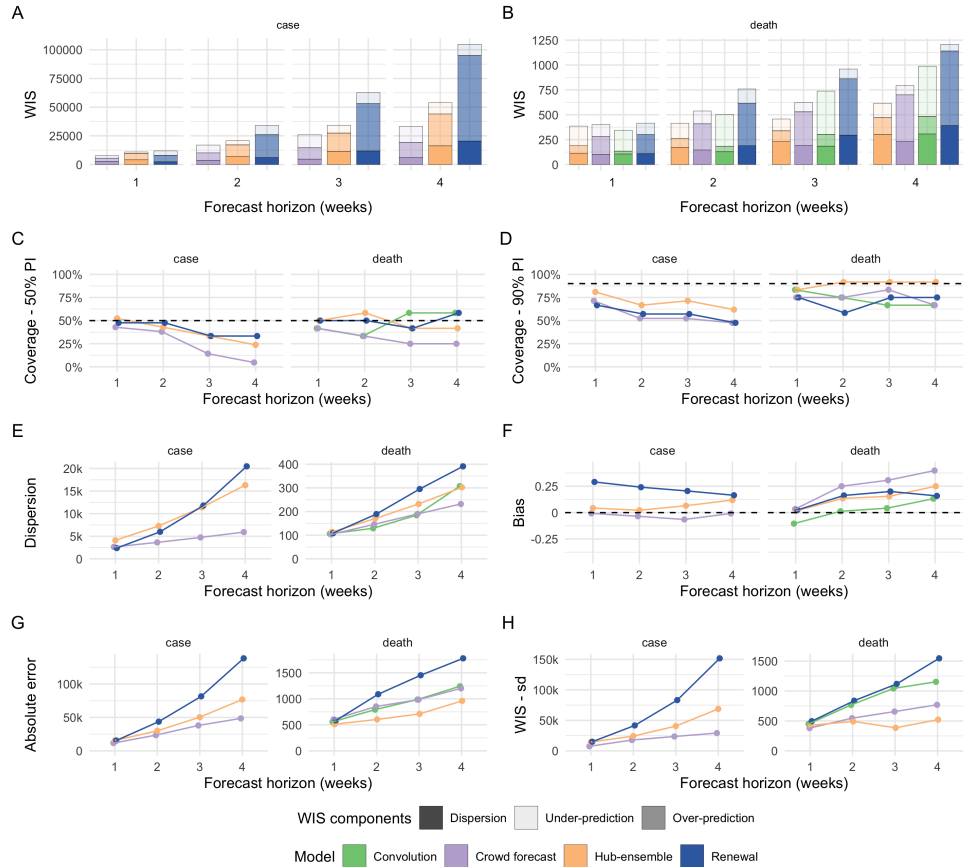 A
B
case
death
WIS
100000
75000
50000
25000
0
1
2
3
4
Forecast horizon (weeks)
WIS
1250
1000
750
500
250
0
1
2
3
4
Forecast horizon (weeks)
C
D
case
death
Coverage - 50% PI
100%
75%
50%
25%
0%
1
2
3
4
1
2
3
4
Forecast horizon (weeks)
case
death
Coverage - 90% PI
100%
75%
50%
25%
0%
1
2
3
4
1
2
3
4
Forecast horizon (weeks)
E
F
case
death
Dispersion
20k
15k
10k
5k
0
400
300
200
100
0
1
2
3
4
1
2
3
4
Forecast horizon (weeks)
case
death
Bias
0.25
0
-0.25
1
2
3
4
1
2
3
4
Forecast horizon (weeks)
G
H
case
death
Absolute error
100k
50k
0
1500
1000
500
0
1
2
3
4
1
2
3
4
Forecast horizon (weeks)
case
death
WIS - sd
150k
100k
50k
0
1500
1000
500
0
1
2
3
4
1
2
3
4
Forecast horizon (weeks)
WIS components Dispersion Under-prediction Over-prediction
Model Convolution Crowd forecast Hub-ensemble Renewal